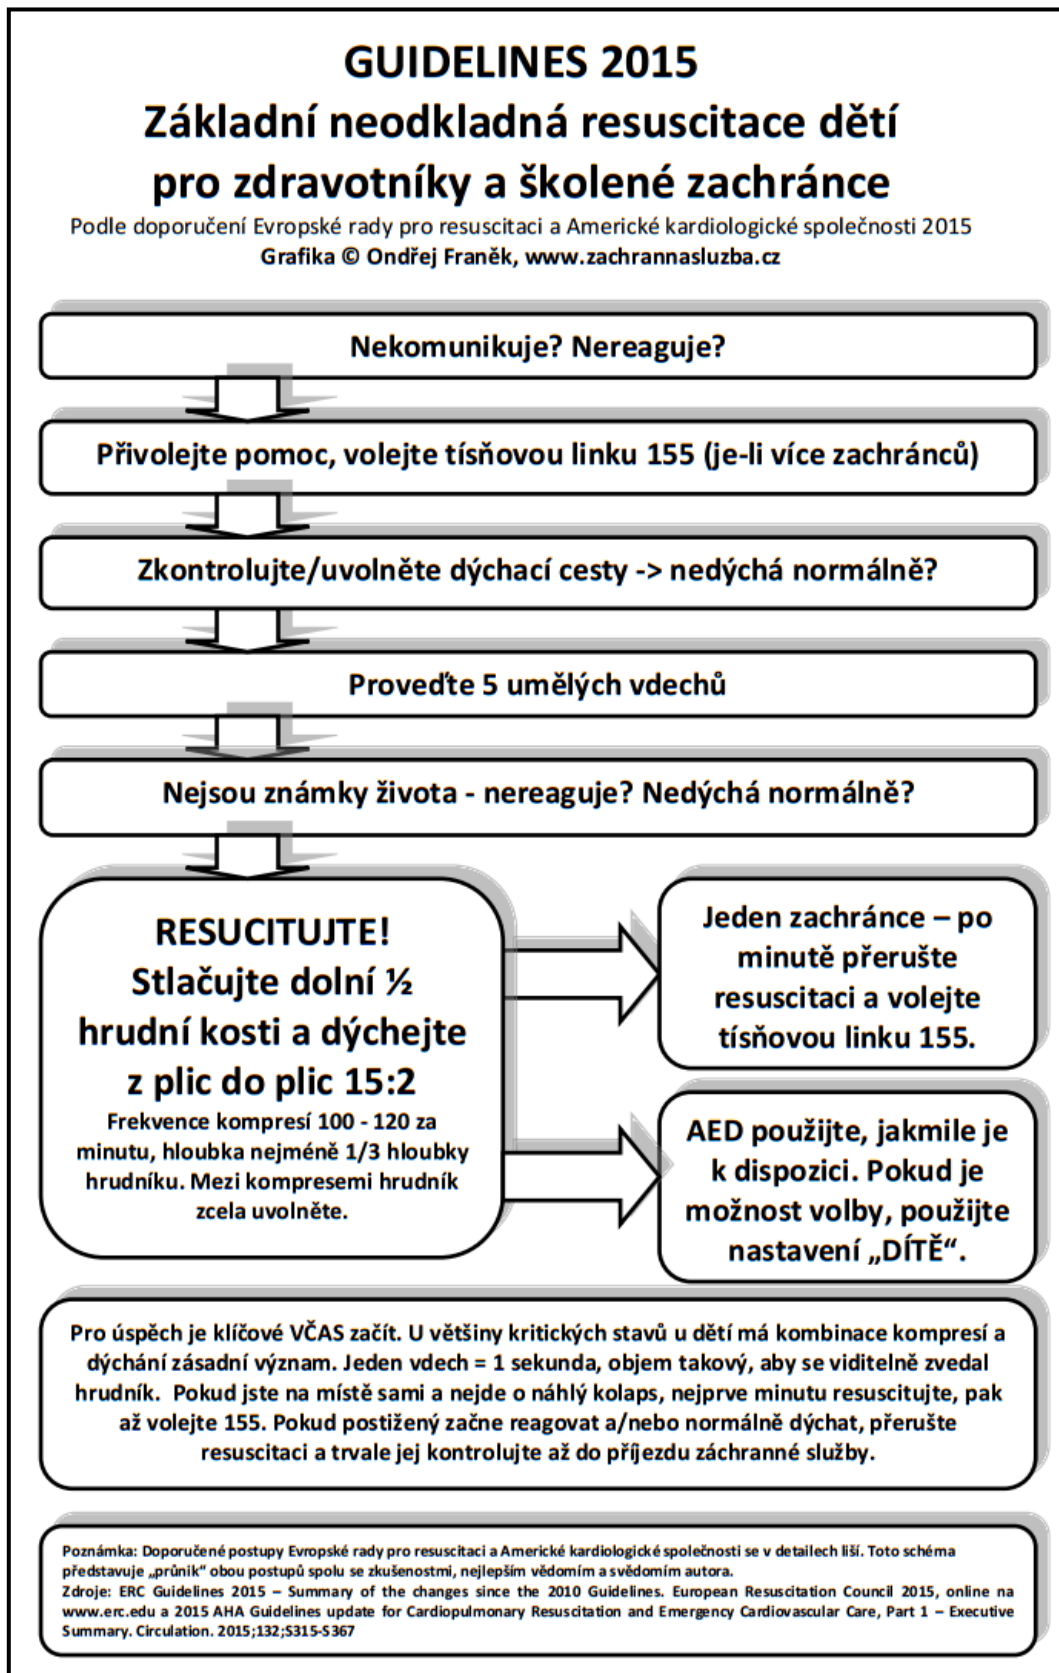 GUIDELINES 2015
Základní neodkladná resuscitace dětí
pro zdravotníky a školené zachránce
Podle doporučení Evropské rady pro resuscitaci a Americké kardiologické společnosti 2015
Grafika © Ondřej Franěk, www.zachrannasluzba.cz
Nekomunikuje? Nereaguje?
Přivolejte pomoc, volejte tísňovou linku 155 (je-li více zachránců)
Zkontrolujte/uvolněte dýchací cesty -> nedýchá normálně?
Proveďte 5 umělých vdechů
Nejsou známky života - nereaguje? Nedýchá normálně?
RESUCITUJTE!
Stlačujte dolní ½
hrudní kosti a dýchejte
z plic do plic 15:2
Frekvence kompresí 100 - 120 za
minutu, hloubka nejméně 1/3 hloubky
hrudníku. Mezi kompresemi hrudník
zcela uvolněte.
Jeden zachránce – po
minutě přerušte
resuscitaci a volejte
tísňovou linku 155.
AED použijte, jakmile je
k dispozici. Pokud je
možnost volby, použijte
nastavení „DÍTĚ“.
Pro úspěch je klíčové VČAS začít. U většiny kritických stavů u dětí má kombinace kompresí a
dýchání zásadní význam. Jeden vdech = 1 sekunda, objem takový, aby se viditelně zvedal
hrudník. Pokud jste na místě sami a nejde o náhlý kolaps, nejprve minutu resuscitujte, pak
až volejte 155. Pokud postižený začne reagovat a/nebo normálně dýchat, přerušte
resuscitaci a trvale jej kontrolujte až do příjezdu záchranné služby.
Poznámka: Doporučené postupy Evropské rady pro resuscitaci a Americké kardiologické společnosti se v detailech liší. Toto schéma
představuje „průnik“ obou postupů spolu se zkušenostmi, nejlepším vědomím a svědomím autora.
Zdroje: ERC Guidelines 2015 – Summary of the changes since the 2010 Guidelines. European Resuscitation Council 2015, online na
www.erc.edu a 2015 AHA Guidelines update for Cardiopulmonary Resuscitation and Emergency Cardiovascular Care, Part 1 – Executive
Summary. Circulation. 2015;132;S315-S367